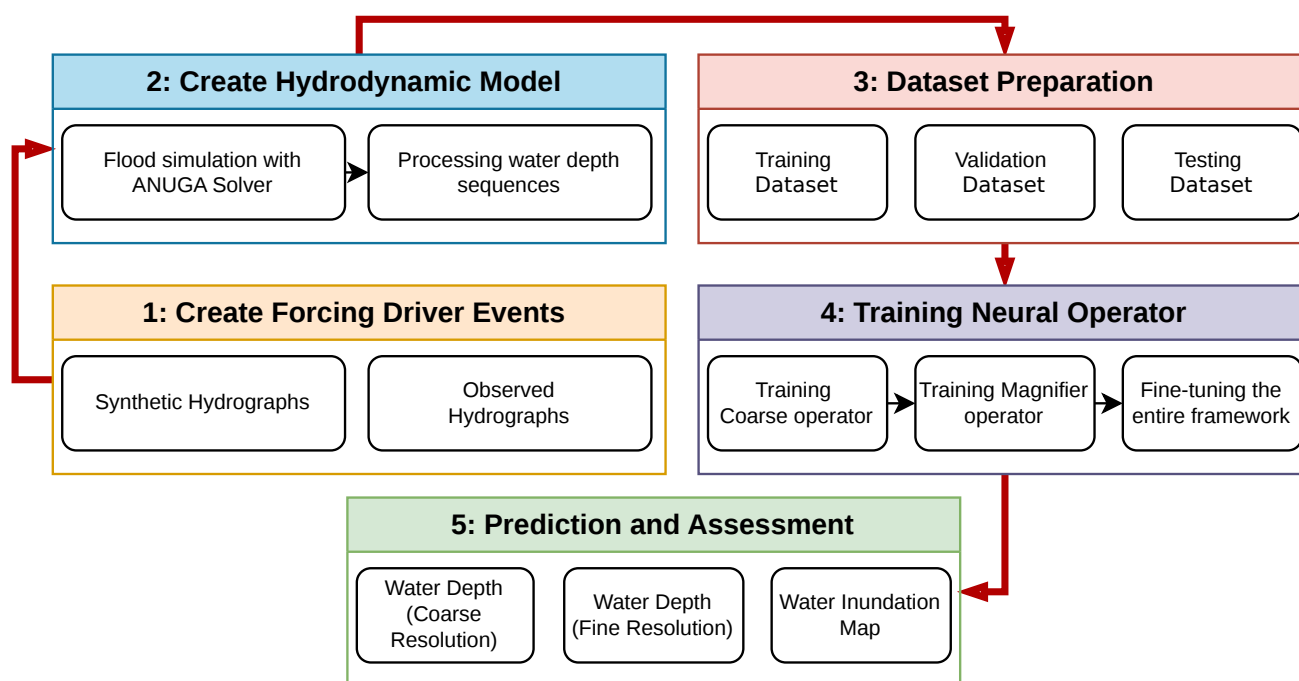 2: Create Hydrodynamic Model
Flood simulation with
ANUGA Solver
Processing water depth
sequences
3: Dataset Preparation
Training
Dataset
Validation
Dataset
Testing
Dataset
1: Create Forcing Driver Events
Synthetic Hydrographs
Observed
Hydrographs
4: Training Neural Operator
Training
Coarse operator
Training Magnifier
operator
Fine-tuning the
entire framework
5: Prediction and Assessment
Water Depth
(Coarse
Resolution)
Water Depth
(Fine Resolution)
Water Inundation
Map